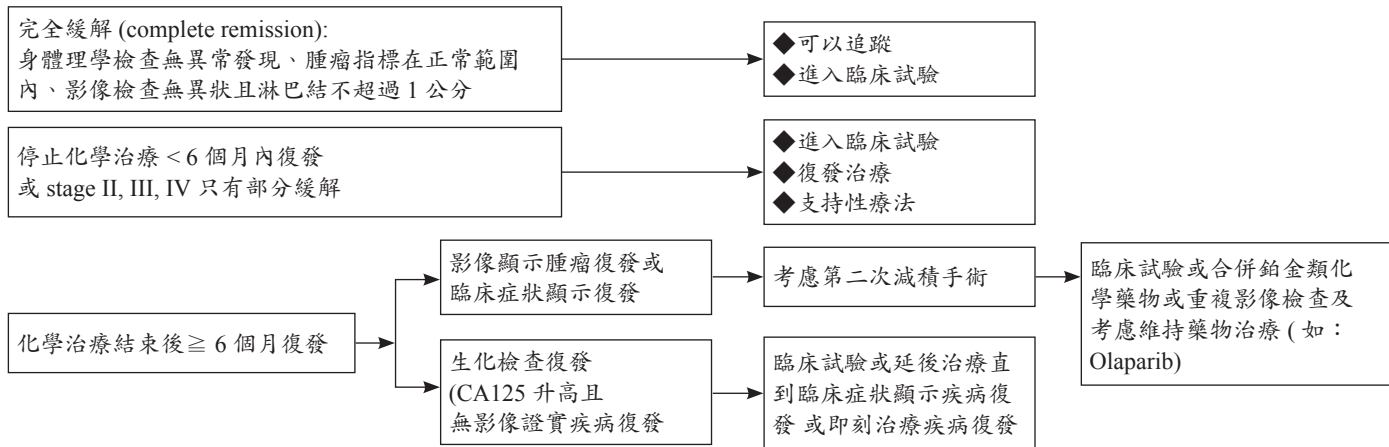 完全緩解 (complete remission):
身體理學檢查無異常發現、腫瘤指標在正常範圍
內、影像檢查無異狀且淋巴結不超過 1 公分
◆可以追蹤
◆進入臨床試驗
停止化學治療 < 6 個月內復發
或 stage II, III, IV 只有部分緩解
◆進入臨床試驗
◆復發治療
◆支持性療法
化學治療結束後≧ 6 個月復發
影像顯示腫瘤復發或
臨床症狀顯示復發
考慮第二次減積手術
臨床試驗或合併鉑金類化
學藥物或重複影像檢查及
考慮維持藥物治療 ( 如：
Olaparib)
生化檢查復發
(CA125 升高且
無影像證實疾病復發
臨床試驗或延後治療直
到臨床症狀顯示疾病復
發 或即刻治療疾病復發